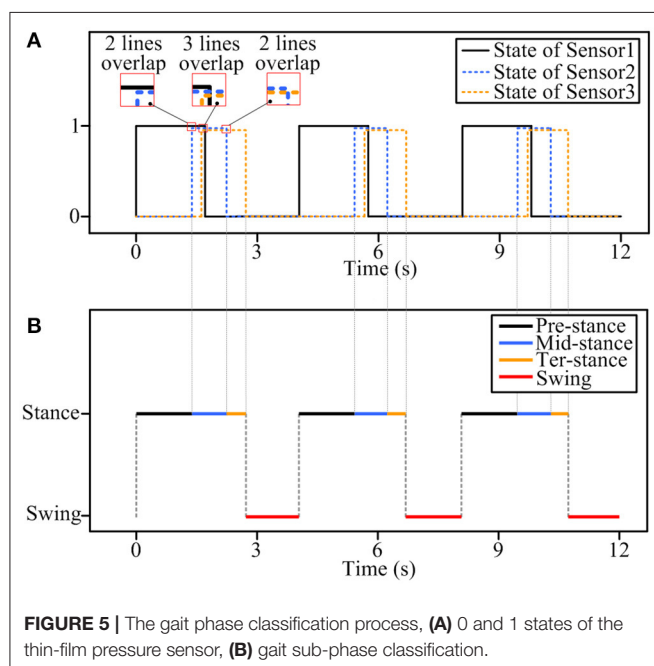 A
2 lines overlap
3 lines overlap
2 lines overlap
State of Sensor1
State of Sensor2
State of Sensor3
1
0
0 3 6 9 12
Time (s)
B
Pre-stance
Mid-stance
Ter-stance
Swing
Stance
Swing
0 3 6 9 12
Time (s)
FIGURE 5 | The gait phase classification process, (A) 0 and 1 states of the
thin-film pressure sensor, (B) gait sub-phase classification.